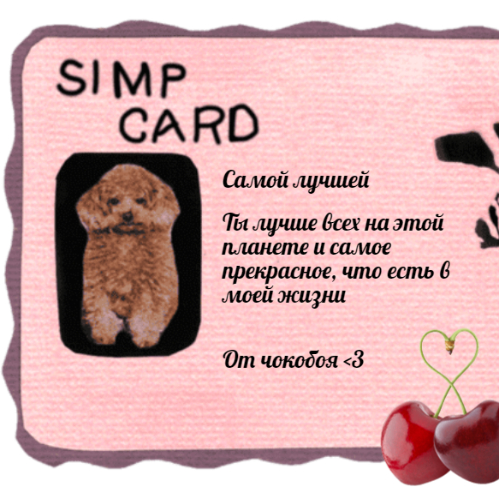 SIMP
CARD
Самой лучшей
Ты лучше всех на этой
планете и самое
прекрасное, что есть в
моей жизни
От чокобоя <3